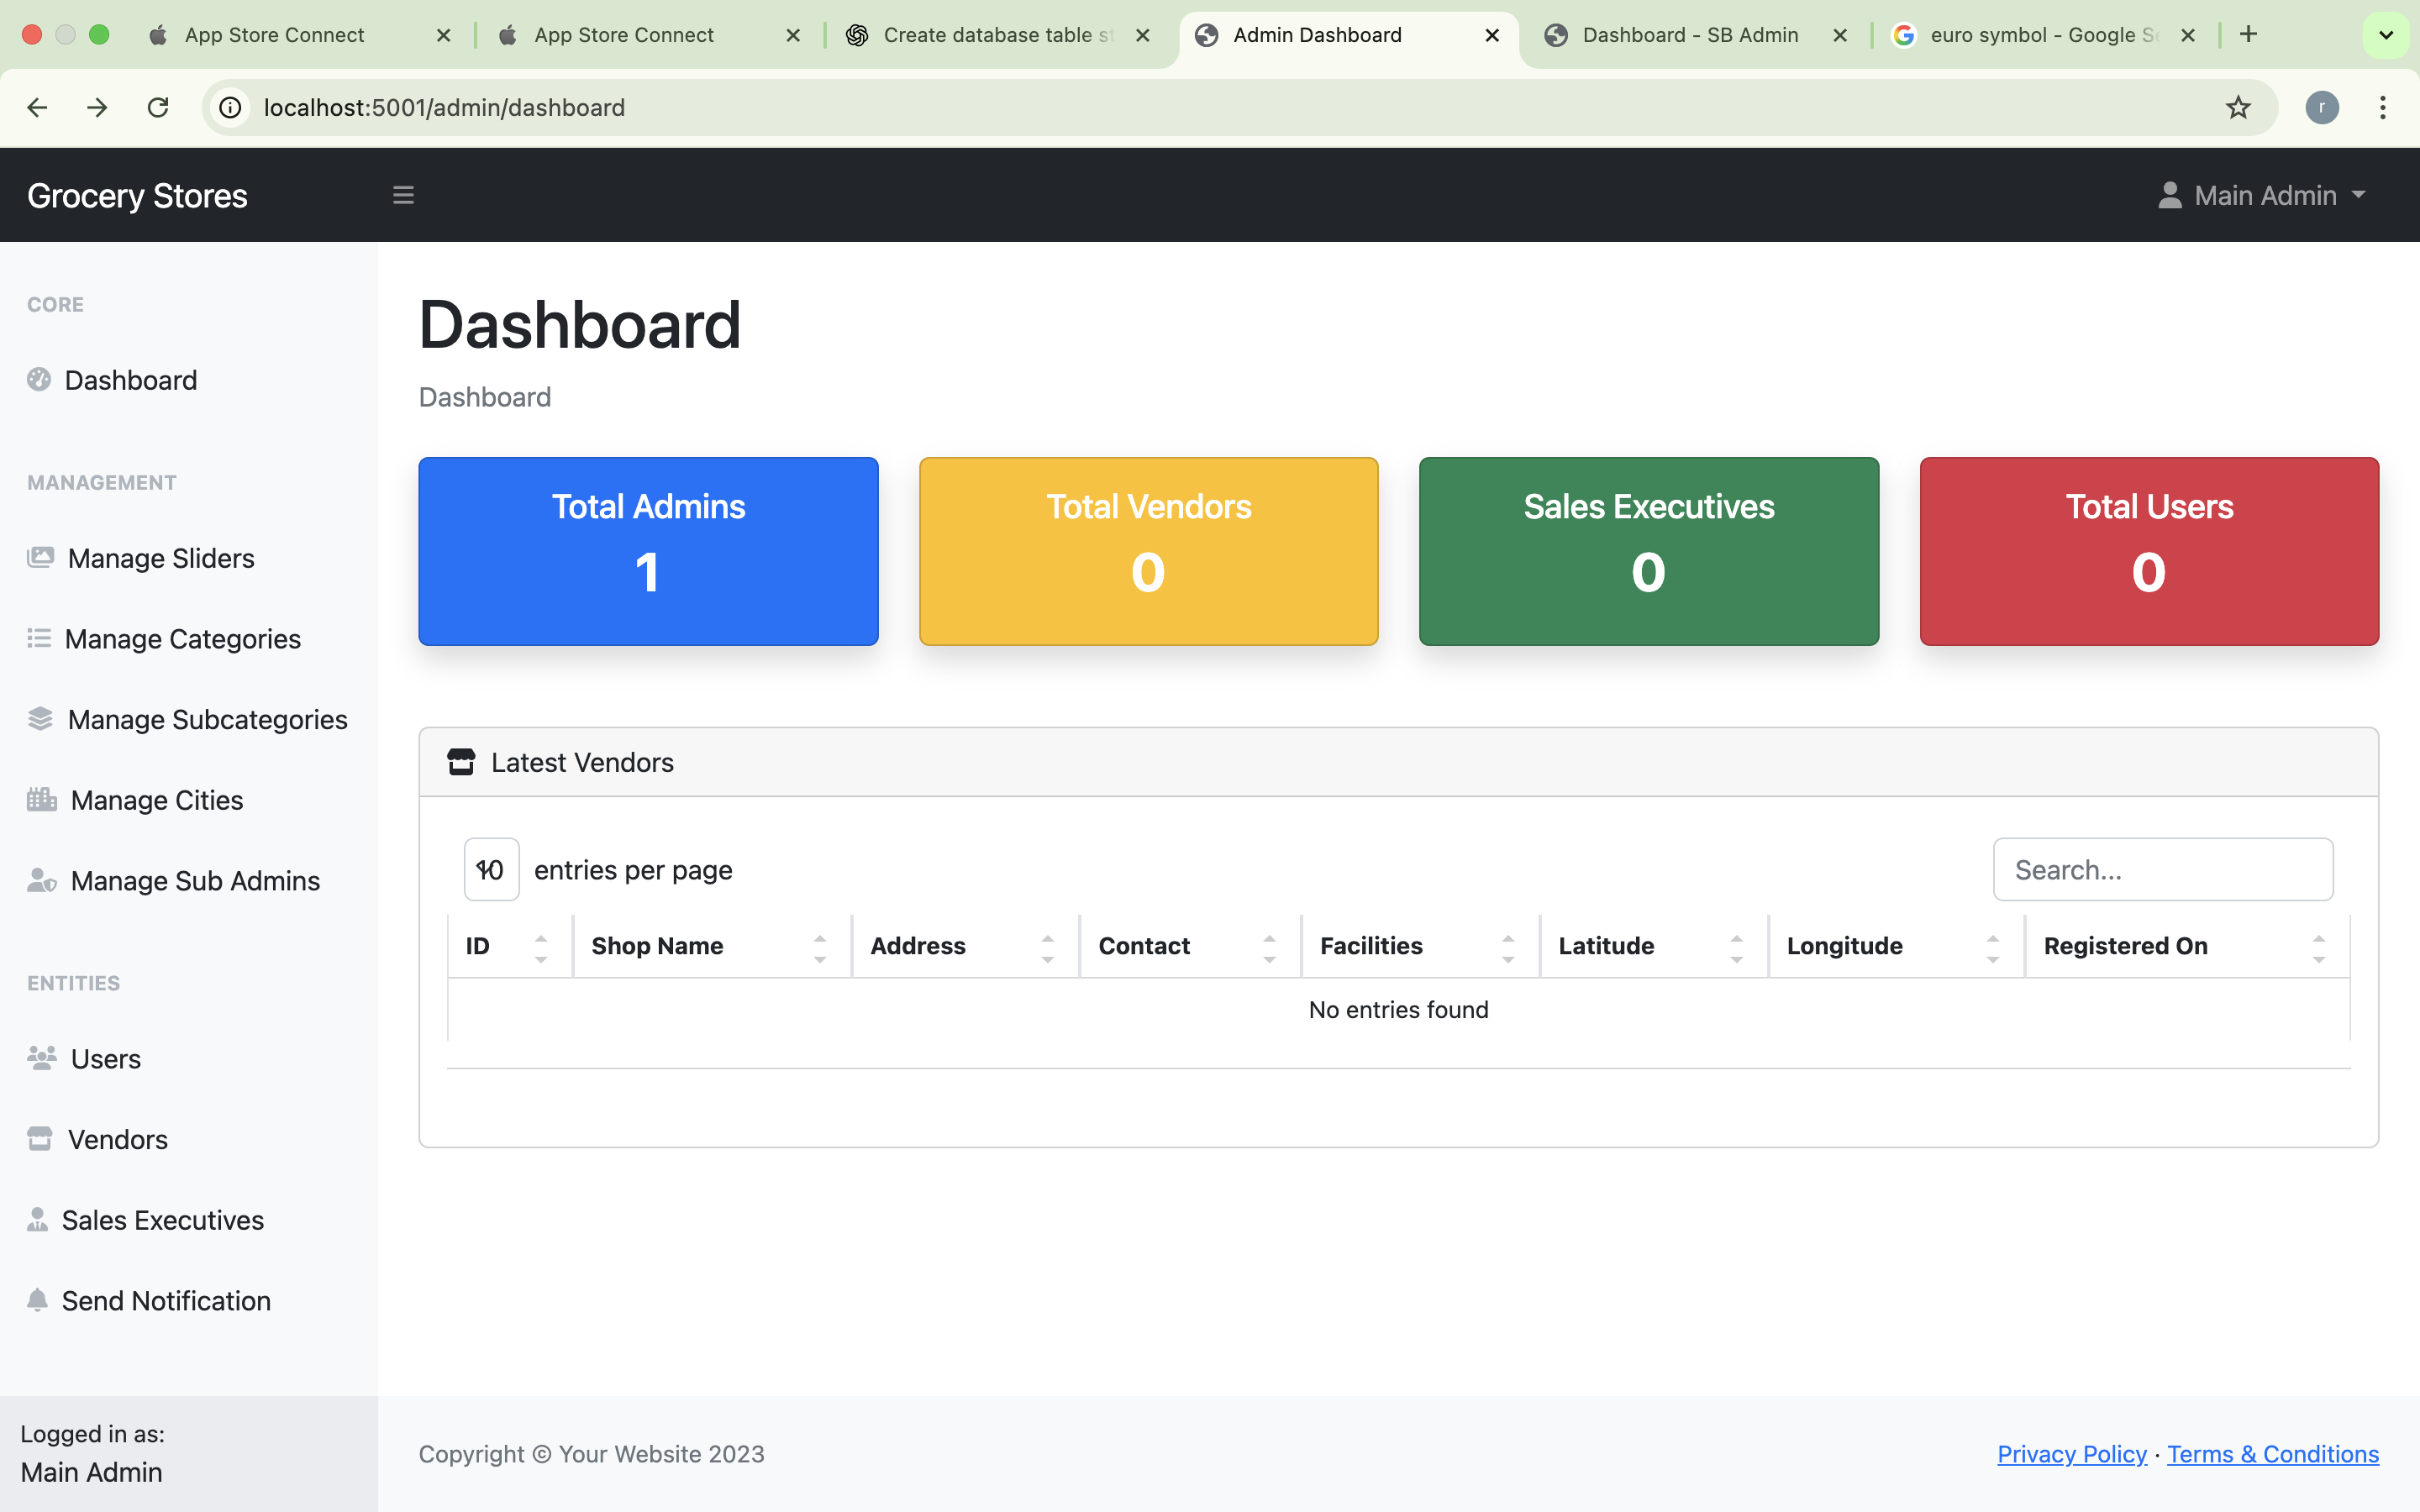 App Store Connect
App Store Connect
Create database table st
Admin Dashboard
Dashboard - SB Admin
euro symbol - Google Se
localhost:5001/admin/dashboard
r
Grocery Stores
Main Admin
CORE
Dashboard
MANAGEMENT
Manage Sliders
Manage Categories
Manage Subcategories
Manage Cities
Manage Sub Admins
ENTITIES
Users
Vendors
Sales Executives
Send Notification
Logged in as:
Main Admin
Dashboard
Dashboard
Total Admins
1
Total Vendors
0
Sales Executives
0
Total Users
0
Latest Vendors
10 entries per page
Search...
ID Shop Name Address Contact Facilities Latitude Longitude Registered On
No entries found
Copyright © Your Website 2023
Privacy Policy · Terms & Conditions